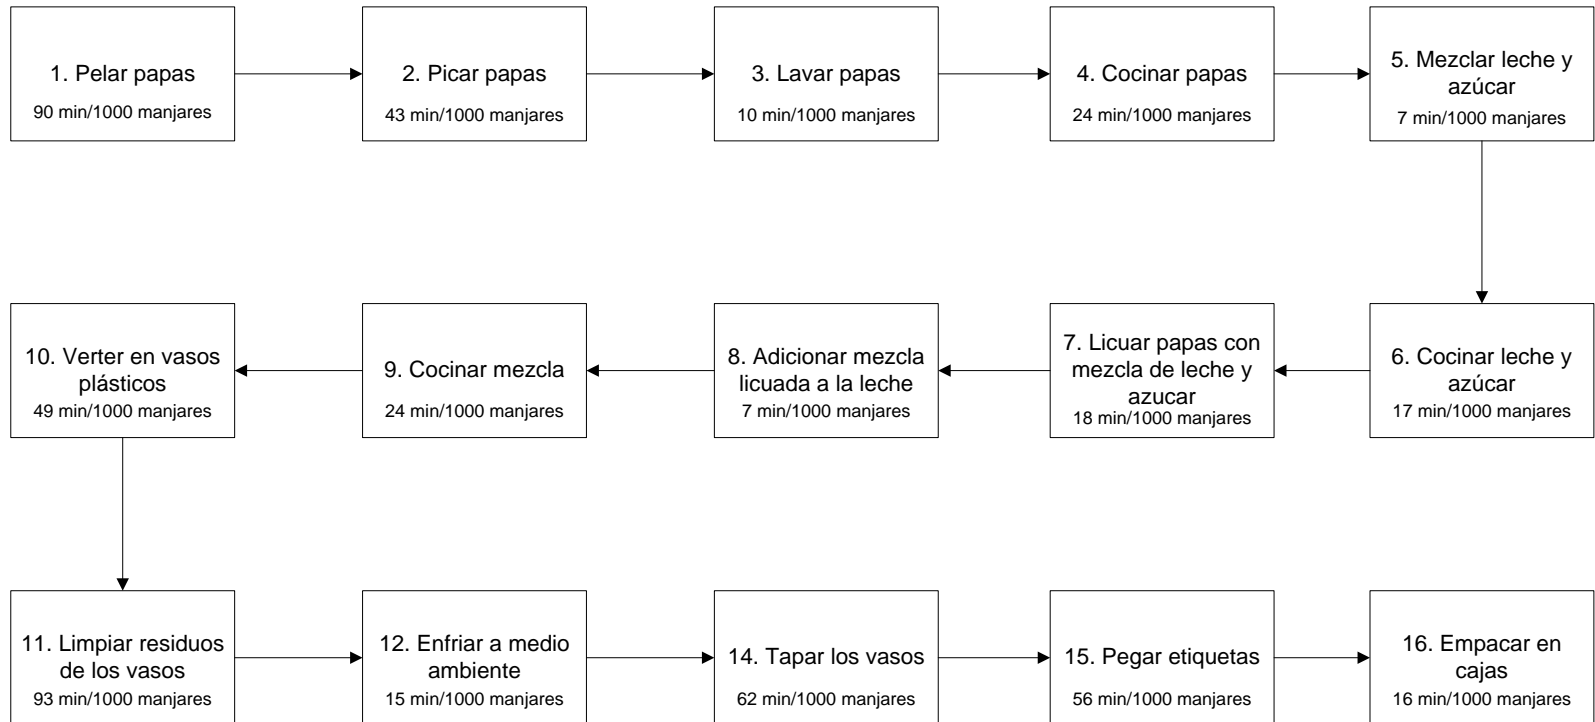 1. Pelar papas
90 min/1000 manjares
2. Picar papas
43 min/1000 manjares
3. Lavar papas
10 min/1000 manjares
4. Cocinar papas
24 min/1000 manjares
5. Mezclar leche y
azúcar
7 min/1000 manjares
10. Verter en vasos
plásticos
49 min/1000 manjares
9. Cocinar mezcla
24 min/1000 manjares
8. Adicionar mezcla
licuada a la leche
7 min/1000 manjares
7. Licuar papas con
mezcla de leche y
azucar
18 min/1000 manjares
6. Cocinar leche y
azúcar
17 min/1000 manjares
11. Limpiar residuos
de los vasos
93 min/1000 manjares
12. Enfriar a medio
ambiente
15 min/1000 manjares
14. Tapar los vasos
62 min/1000 manjares
15. Pegar etiquetas
56 min/1000 manjares
16. Empacar en
cajas
16 min/1000 manjares